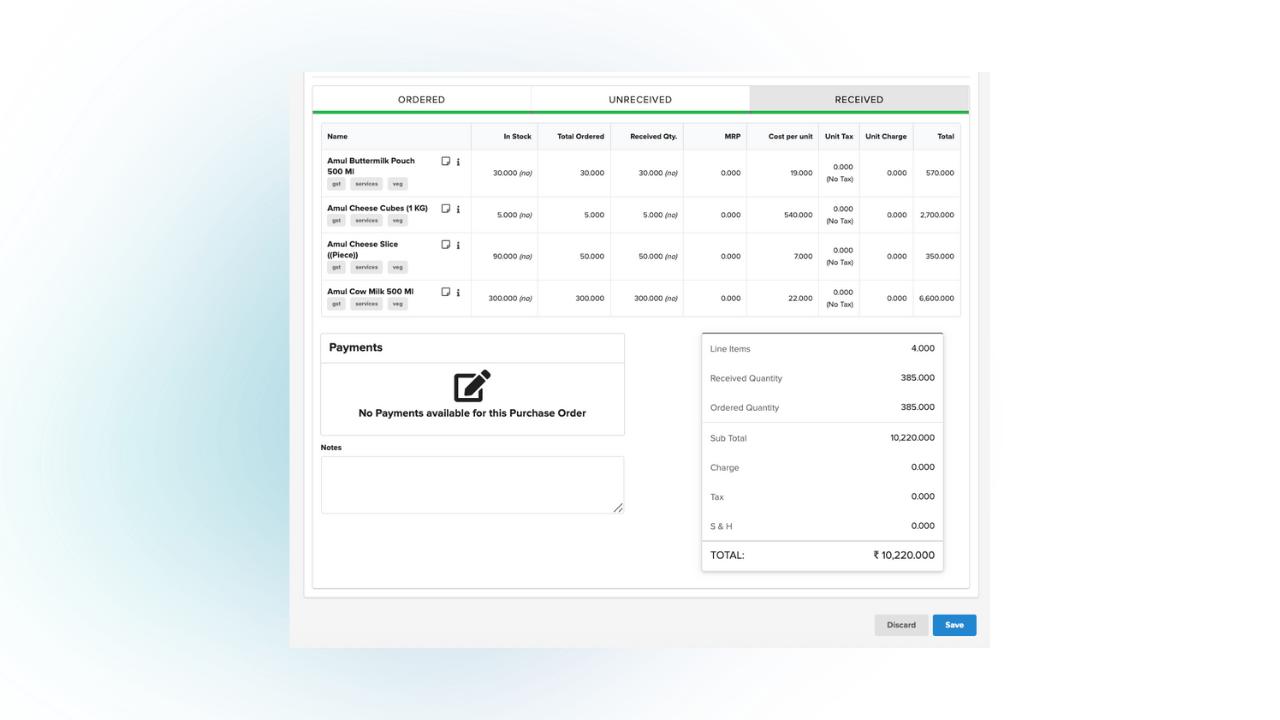 ORDERED UNRECEIVED RECEIVED
Name In Stock Total Ordered Received Qty. MRP Cost per unit Unit Tax Unit Charge Total
Amul Buttermilk Pouch
500 Ml
gst services veg
30.000 (no) 30.000 30.000 (no) 0.000 19.000 0.000 0.000 570.000
(No Tax)
Amul Cheese Cubes (1 KG)
gst services veg
5.000 (no) 5.000 5.000 (no) 0.000 540.000 0.000 0.000 2,700.000
(No Tax)
Amul Cheese Slice
((Piece))
gst services veg
90.000 (no) 50.000 50.000 (no) 0.000 7.000 0.000 0.000 350.000
(No Tax)
Amul Cow Milk 500 Ml
gst services veg
300.000 (no) 300.000 300.000 (no) 0.000 22.000 0.000 0.000 6,600.000
(No Tax)
Payments
No Payments available for this Purchase Order
Notes
Line Items 4.000
Received Quantity 385.000
Ordered Quantity 385.000
Sub Total 10,220.000
Charge 0.000
Tax 0.000
S & H 0.000
TOTAL: ₹ 10,220.000
Discard Save